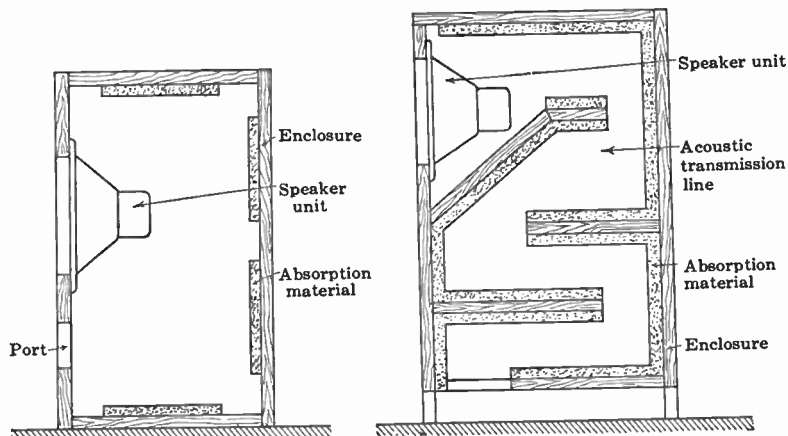 Enclosure
Speaker
unit
Absorption
material
Port
Speaker unit
Acoustic
transmission
line
Absorption
material
Enclosure